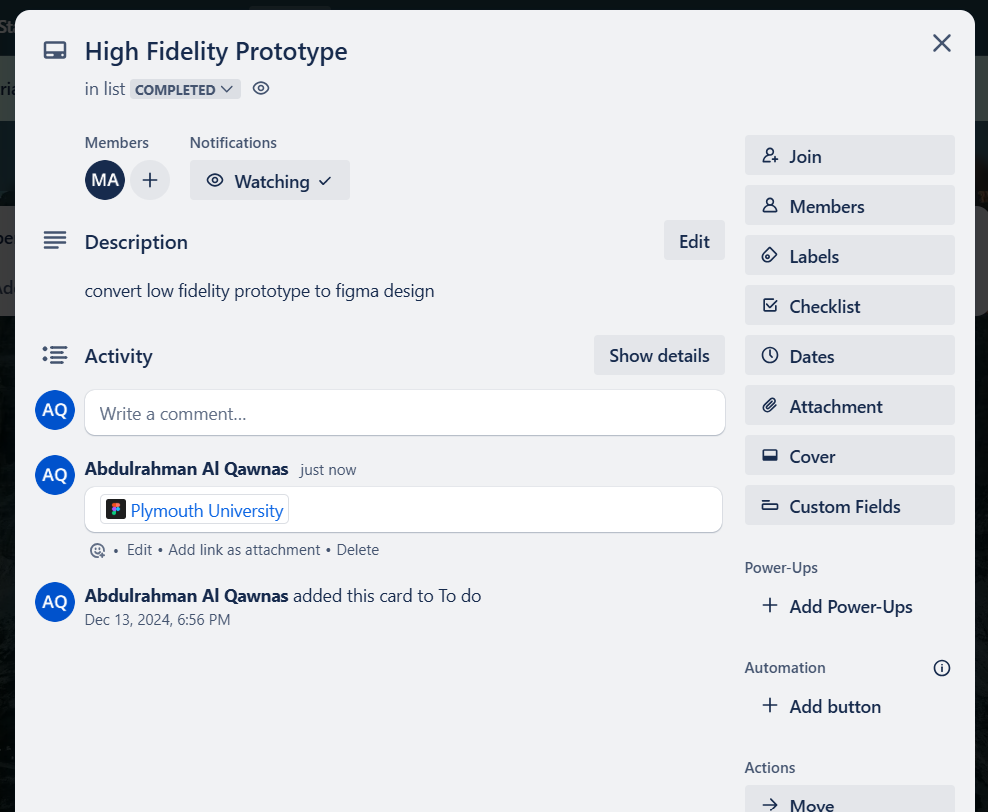 High Fidelity Prototype
in list COMPLETED
Members
Notifications
MA
Watching
Description
Edit
convert low fidelity prototype to figma design
Activity
Show details
AQ
Write a comment…
AQ
Abdulrahman Al Qawnas just now
Plymouth University
• Edit • Add link as attachment • Delete
AQ
Abdulrahman Al Qawnas added this card to To do
Dec 13, 2024, 6:56 PM
Join
Members
Labels
Checklist
Dates
Attachment
Cover
Custom Fields
Power-Ups
Add Power-Ups
Automation
Add button
Actions
Move